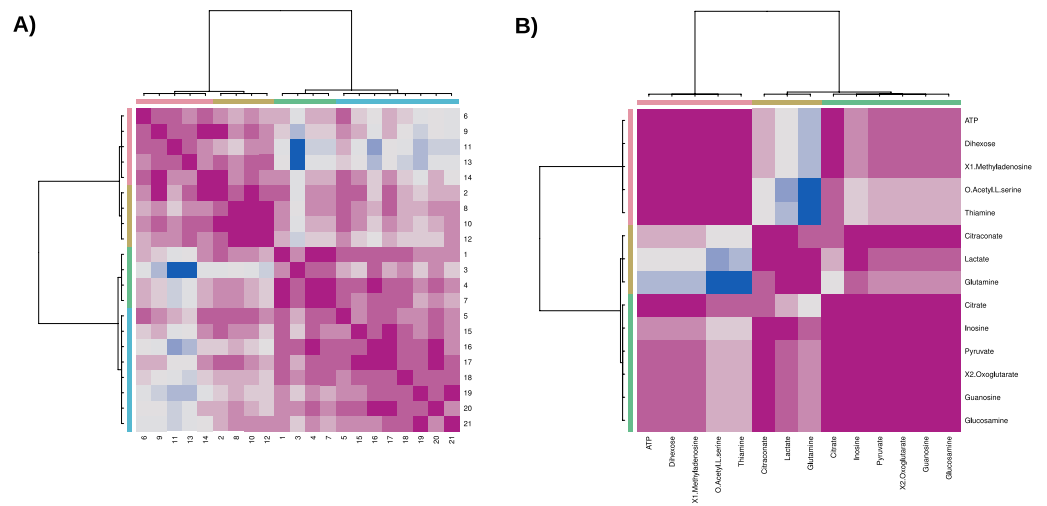 A)
6
9
11
13
14
2
8
10
12
1
3
4
7
5
15
16
17
18
19
20
21
6 9 11 13 14 2 8 10 12 1 3 4 7 5 15 16 17 18 19 20 21
B)
ATP
Dihexose
X1.Methyladenosine
O.Acetyl.L.serine
Thiamine
Citraconate
Lactate
Glutamine
Citrate
Inosine
Pyruvate
X2.Oxoglutarate
Guanosine
Glucosamine
ATP
Dihexose
X1.Methyladenosine
O.Acetyl.L.serine
Thiamine
Citraconate
Lactate
Glutamine
Citrate
Inosine
Pyruvate
X2.Oxoglutarate
Guanosine
Glucosamine